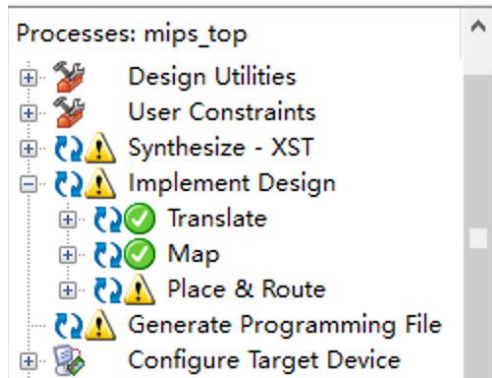 Processes: mips_top
Design Utilities
User Constraints
Synthesize - XST
Implement Design
Translate
Map
Place & Route
Generate Programming File
Configure Target Device